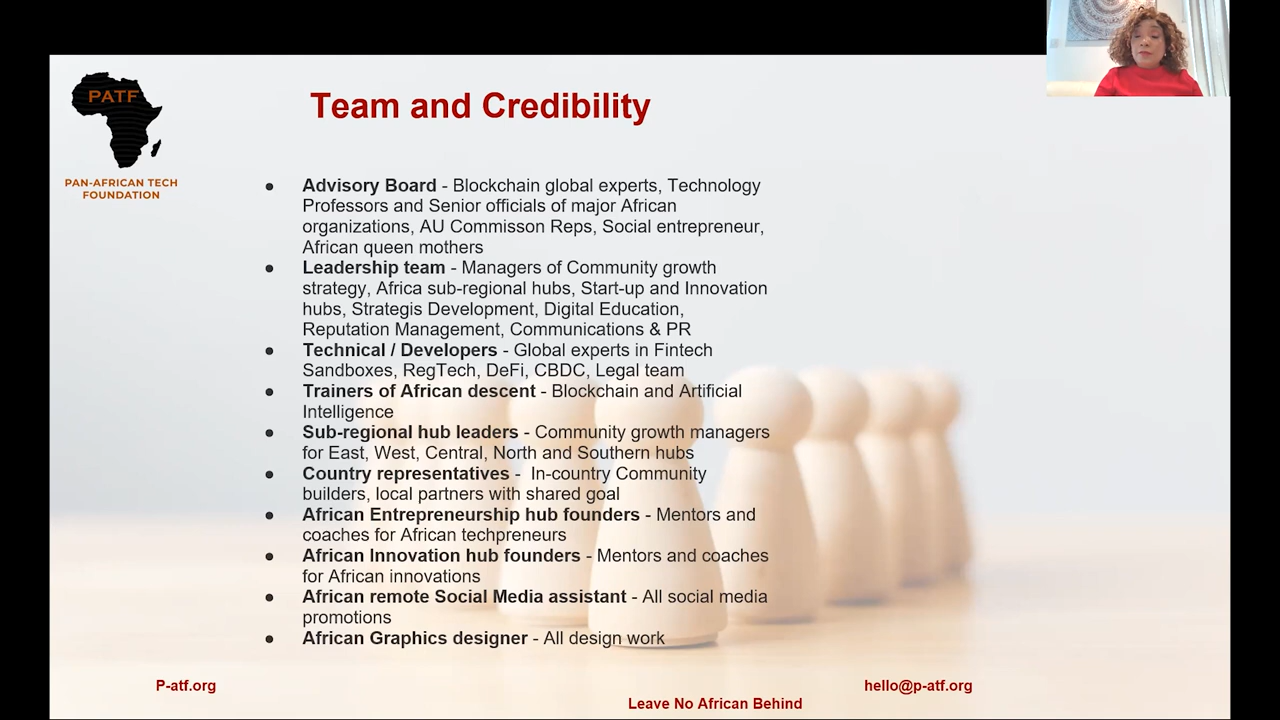 PATF
PAN-AFRICAN TECH
FOUNDATION
Team and Credibility
● Advisory Board - Blockchain global experts, Technology
Professors and Senior officials of major African
organizations, AU Commisson Reps, Social entrepreneur,
African queen mothers
● Leadership team - Managers of Community growth
strategy, Africa sub-regional hubs, Start-up and Innovation
hubs, Strategis Development, Digital Education,
Reputation Management, Communications & PR
● Technical / Developers - Global experts in Fintech
Sandboxes, RegTech, DeFi, CBDC, Legal team
● Trainers of African descent - Blockchain and Artificial
Intelligence
● Sub-regional hub leaders - Community growth managers
for East, West, Central, North and Southern hubs
● Country representatives - In-country Community
builders, local partners with shared goal
● African Entrepreneurship hub founders - Mentors and
coaches for African techpreneurs
● African Innovation hub founders - Mentors and coaches
for African innovations
● African remote Social Media assistant - All social media
promotions
● African Graphics designer - All design work
P-atf.org
hello@p-atf.org
Leave No African Behind